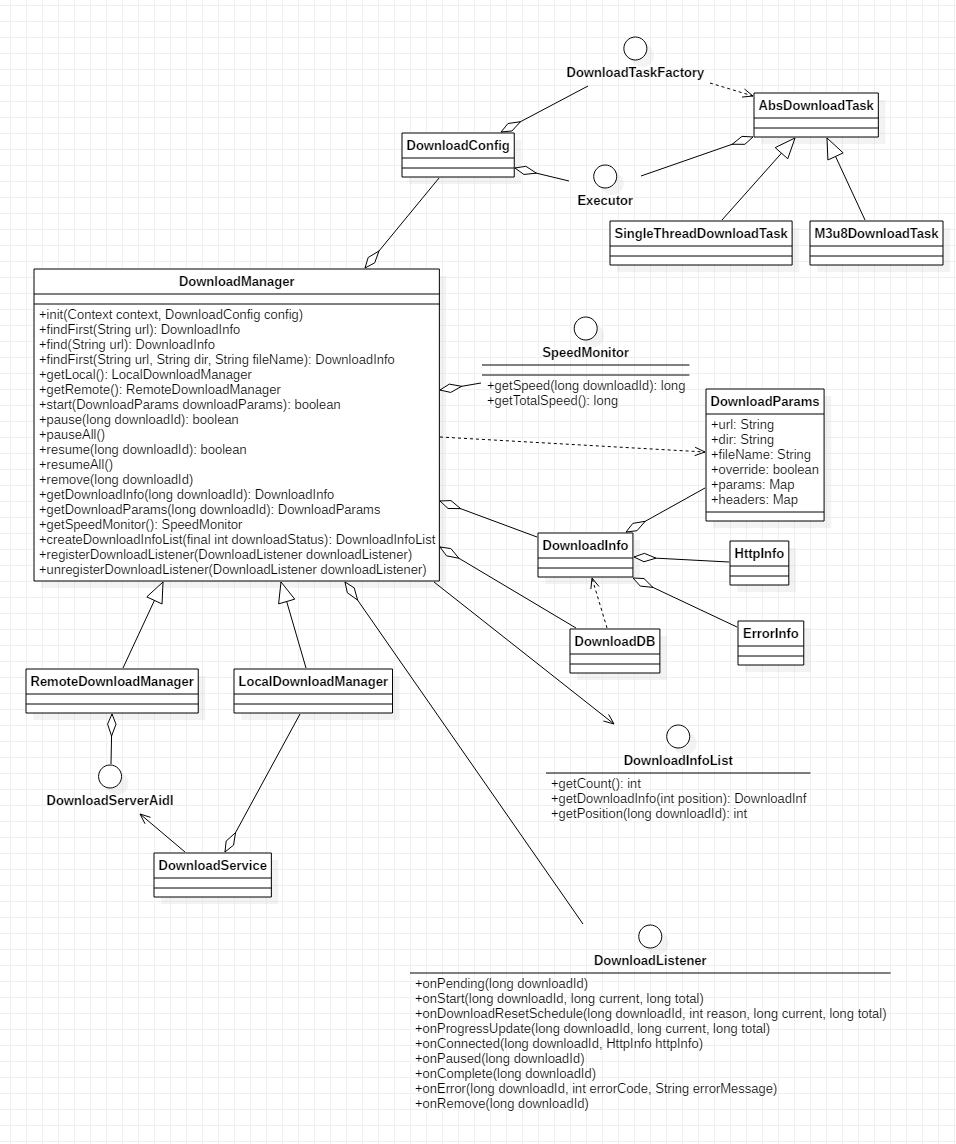 DownloadTaskFactory
AbsDownloadTask
DownloadConfig
Executor
SingleThreadDownloadTask
M3u8DownloadTask
DownloadManager
+init(Context context, DownloadConfig config)
+findFirst(String url): DownloadInfo
+find(String url): DownloadInfo
+findFirst(String url, String dir, String fileName): DownloadInfo
+getLocal(): LocalDownloadManager
+getRemote(): RemoteDownloadManager
+start(DownloadParams downloadParams): boolean
+pause(long downloadId): boolean
+pauseAll()
+resume(long downloadId): boolean
+resumeAll()
+remove(long downloadId)
+getDownloadInfo(long downloadId): DownloadInfo
+getDownloadParams(long downloadId): DownloadParams
+getSpeedMonitor(): SpeedMonitor
+createDownloadInfoList(final int downloadStatus): DownloadInfoList
+registerDownloadListener(DownloadListener downloadListener)
+unregisterDownloadListener(DownloadListener downloadListener)
SpeedMonitor
+getSpeed(long downloadId): long
+getTotalSpeed(): long
DownloadParams
+url: String
+dir: String
+fileName: String
+override: boolean
+params: Map
+headers: Map
DownloadInfo
HttpInfo
ErrorInfo
DownloadDB
RemoteDownloadManager
LocalDownloadManager
DownloadServerAidl
DownloadService
DownloadInfoList
+getCount(): int
+getDownloadInfo(int position): DownloadInf
+getPosition(long downloadId): int
DownloadListener
+onPending(long downloadId)
+onStart(long downloadId, long current, long total)
+onDownloadResetSchedule(long downloadId, int reason, long current, long total)
+onProgressUpdate(long downloadId, long current, long total)
+onConnected(long downloadId, HttpInfo httpInfo)
+onPaused(long downloadId)
+onComplete(long downloadId)
+onError(long downloadId, int errorCode, String errorMessage)
+onRemove(long downloadId)